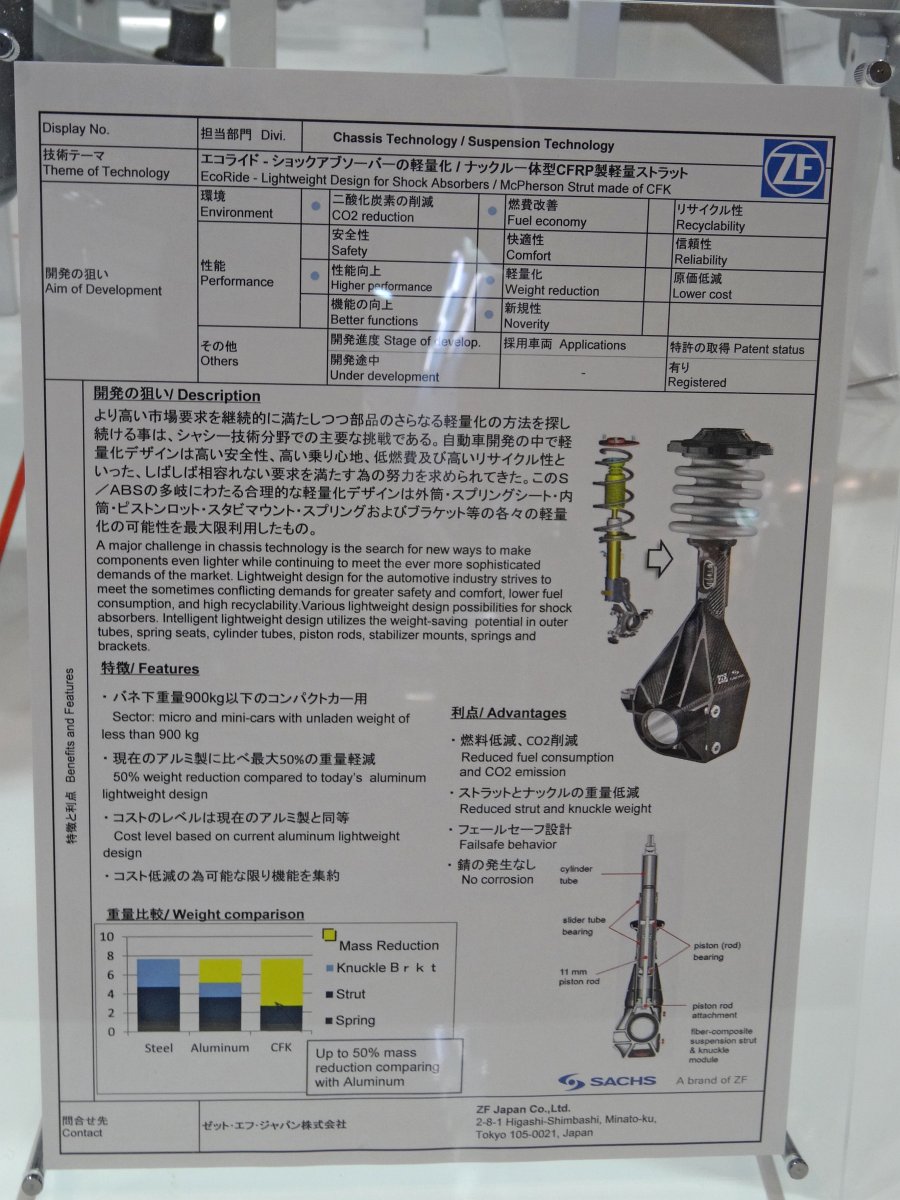 Display No.
担当部門 Divi.
Chassis Technology / Suspension Technology
ZF
技術テーマ
Theme of Technology
エコライド - ショックアブソーバーの軽量化 / ナックル一体型CFRP製軽量ストラット
EcoRide - Lightweight Design for Shock Absorbers / McPherson Strut made of CFK
開発の狙い
Aim of Development
環境
Environment
二酸化炭素の削減
CO2 reduction
燃費改善
Fuel economy
リサイクル性
Recyclability
性能
Performance
安全性
Safety
快適性
Comfort
信頼性
Reliability
性能向上
Higher performance
軽量化
Weight reduction
原価低減
Lower cost
機能の向上
Better functions
新規性
Noverity
その他
Others
開発進度 Stage of develop.
採用車両 Applications
特許の取得 Patent status
開発途中
Under development
-
有り
Registered
特徴と利点 Benefits and Features
開発の狙い/ Description
より高い市場要求を継続的に満たしつつ部品のさらなる軽量化の方法を探し
続ける事は、シャシー技術分野での主要な挑戦である。自動車開発の中で軽
量化デザインは高い安全性、高い乗り心地、低燃費及び高いリサイクル性と
いった、しばしば相容れない要求を満たす為の努力を求められてきた。このS
／ABSの多岐にわたる合理的な軽量化デザインは外筒・スプリングシート・内
筒・ピストンロット・スタビマウント・スプリングおよびブラケット等の各々の軽量
化の可能性を最大限利用したもの。
A major challenge in chassis technology is the search for new ways to make
components even lighter while continuing to meet the ever more sophisticated
demands of the market. Lightweight design for the automotive industry strives to
meet the sometimes conflicting demands for greater safety and comfort, lower fuel
consumption, and high recyclability.Various lightweight design possibilities for shock
absorbers. Intelligent lightweight design utilizes the weight-saving potential in outer
tubes, spring seats, cylinder tubes, piston rods, stabilizer mounts, springs and
brackets.
特徴/ Features
・バネ下重量900kg以下のコンパクトカー用
Sector: micro and mini-cars with unladen weight of
less than 900 kg
・現在のアルミ製に比べ最大50%の重量軽減
50% weight reduction compared to today's aluminum
lightweight design
・コストのレベルは現在のアルミ製と同等
Cost level based on current aluminum lightweight
design
・コスト低減の為可能な限り機能を集約
利点/ Advantages
・燃料低減、CO2削減
Reduced fuel consumption
and CO2 emission
・ストラットとナックルの重量低減
Reduced strut and knuckle weight
・フェールセーフ設計
Failsafe behavior
・錆の発生なし
No corrosion
cylinder
tube
slider tube
bearing
piston (rod)
bearing
11 mm
piston rod
piston rod
attachment
fiber-composite
suspension strut
& knuckle
module
重量比較/ Weight comparison
10
8
6
4
2
0
Steel Aluminum CFK
Mass Reduction
Knuckle Ｂｒｋｔ
Strut
Spring
Up to 50% mass
reduction comparing
with Aluminum
SACHS A brand of ZF
問合せ先
Contact
ゼット・エフ・ジャパン株式会社
ZF Japan Co.,Ltd.
2-8-1 Higashi-Shimbashi, Minato-ku,
Tokyo 105-0021, Japan